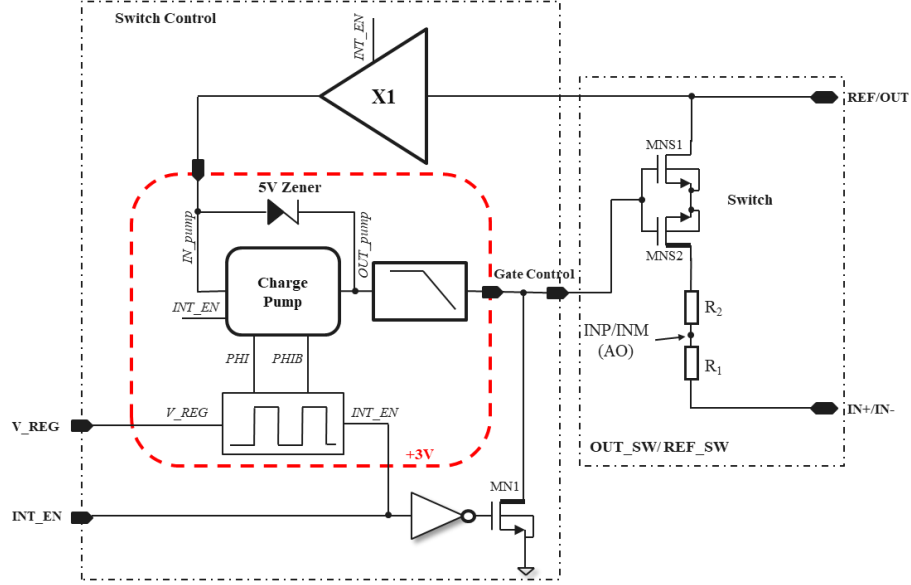 Switch Control
INT_EN
X1
REF/OUT
MNS1
5V Zener
Switch
IN_pump
OUT_pump
MNS2
Charge
Pump
Gate Control
INT_EN
R2
INP/INM
(AO)
PHI
PHIB
R1
V_REG
INT_EN
IN+/IN-
V_REG
+3V
OUT_SW/ REF_SW
MN1
INT_EN